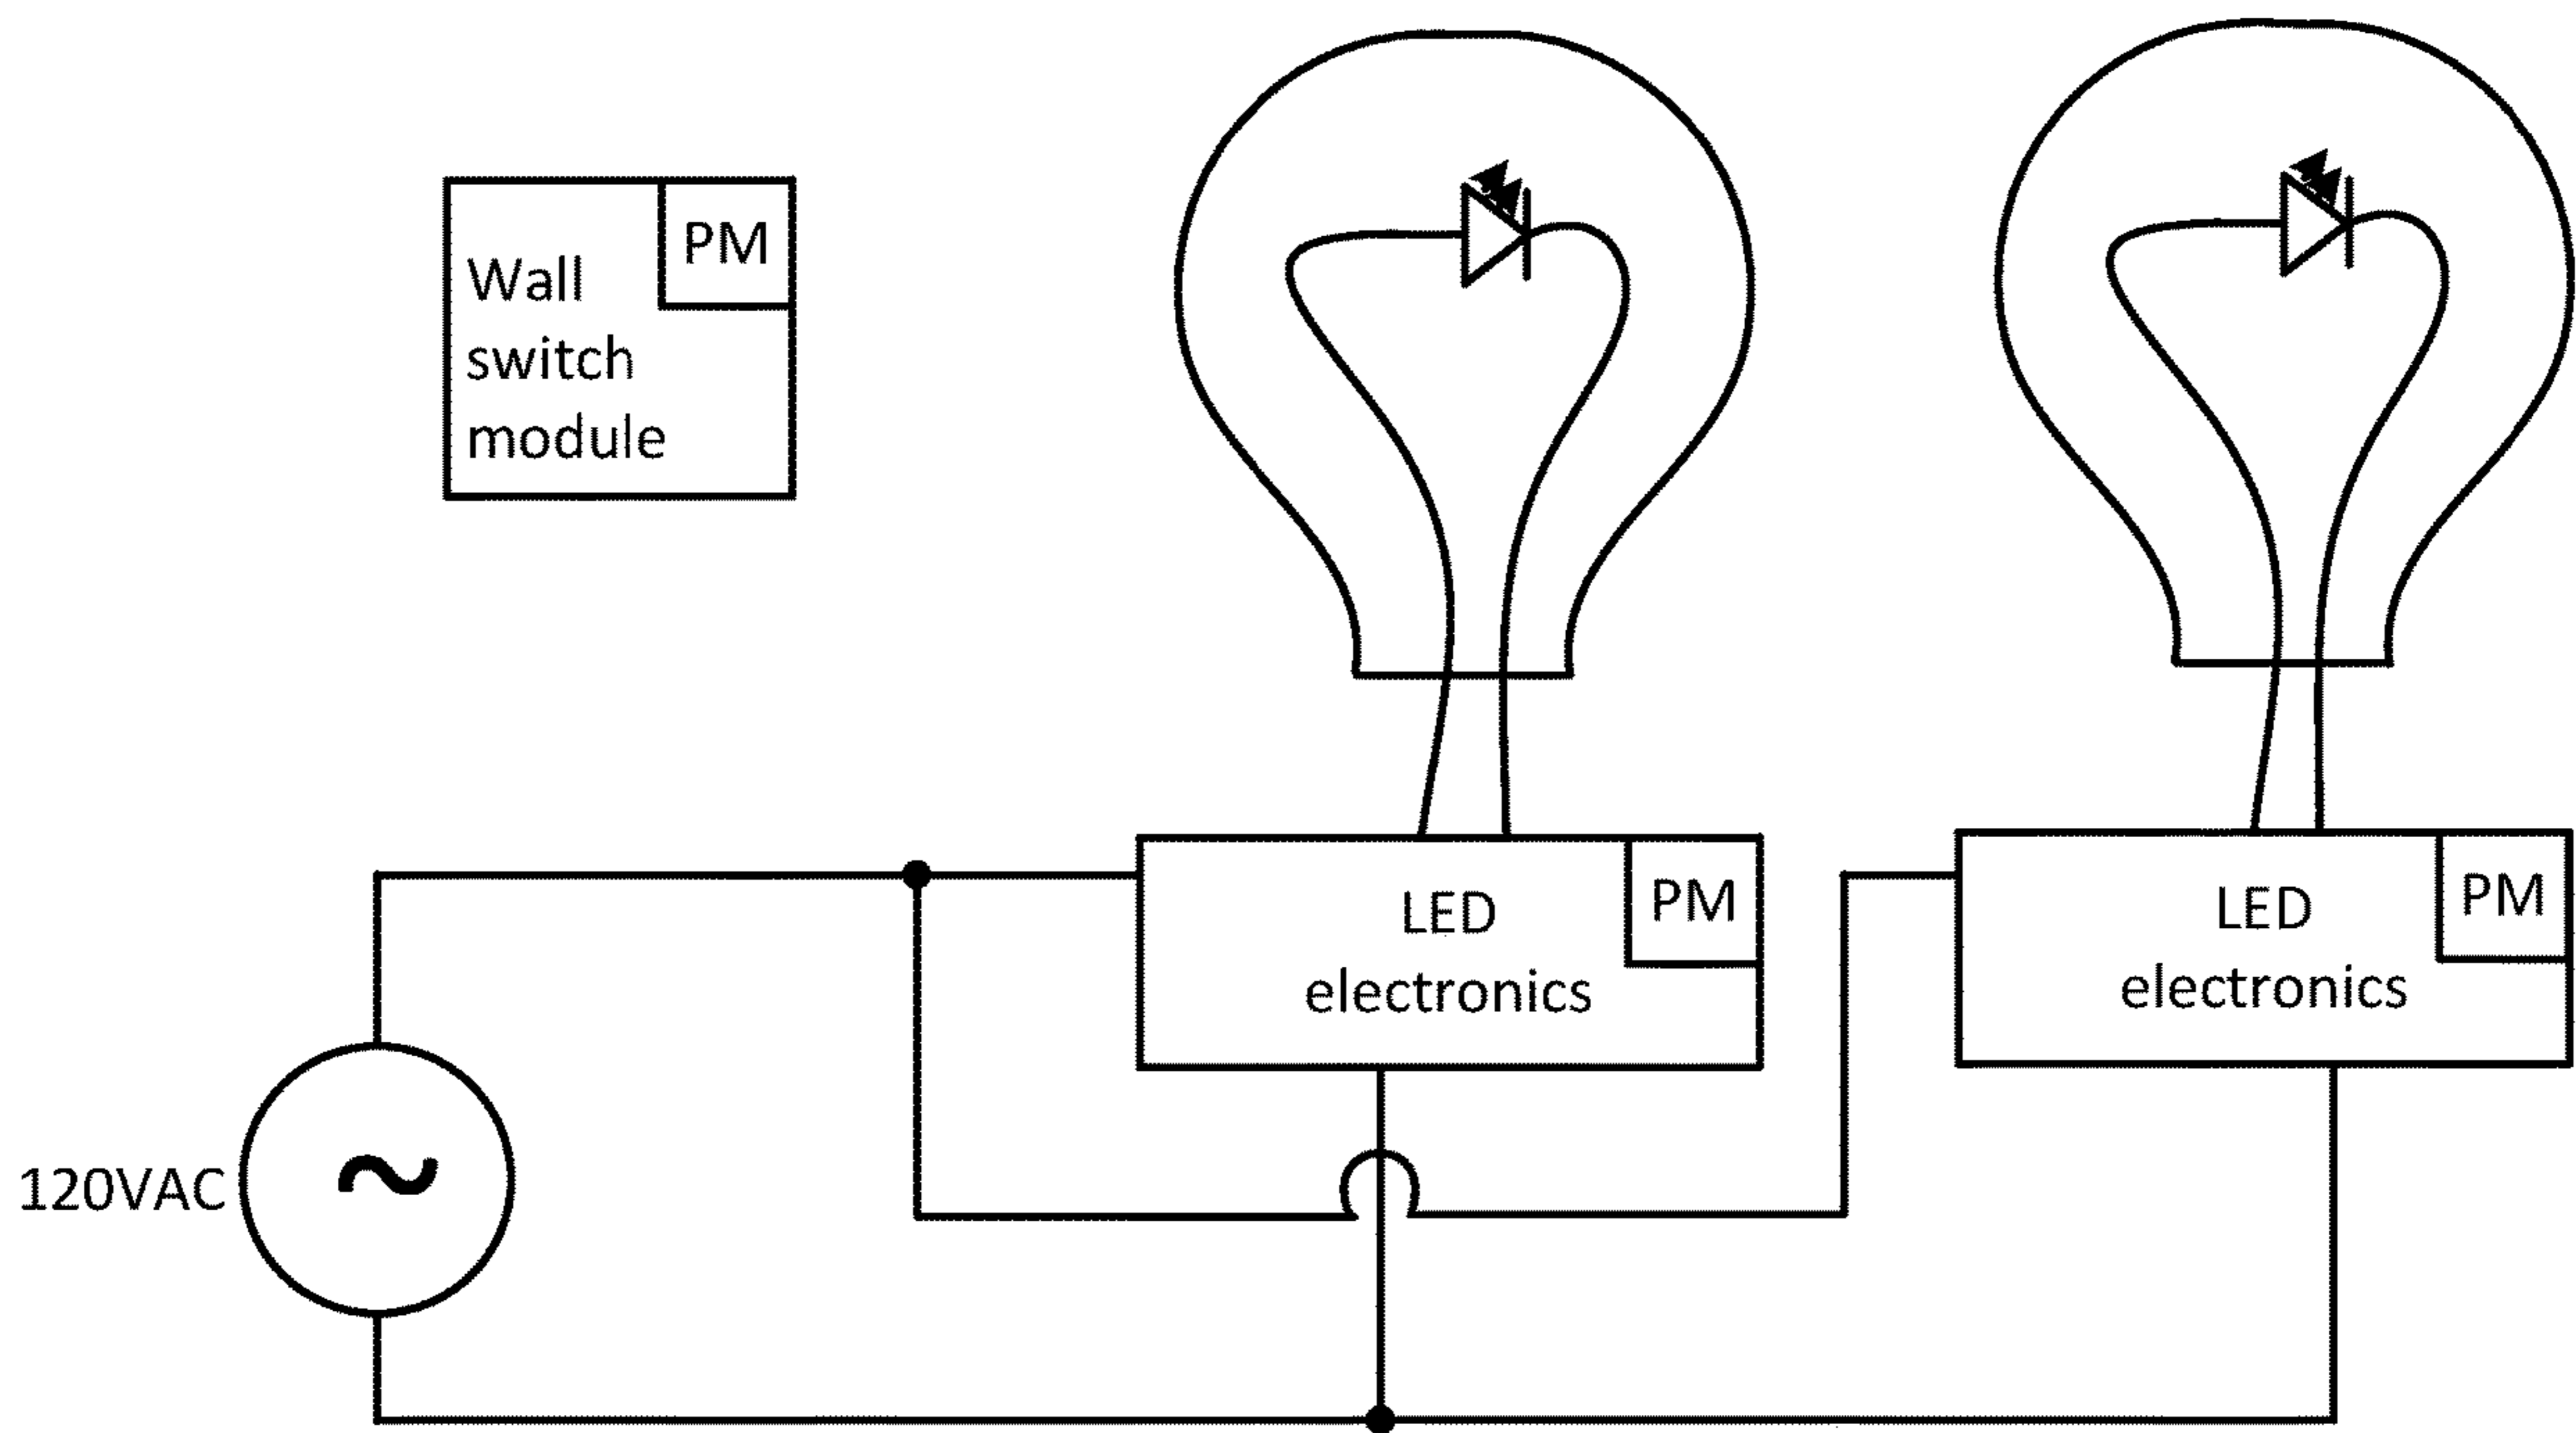 PM
Wall
switch
module
LED
electronics
PM
LED
electronics
PM
120VAC
~